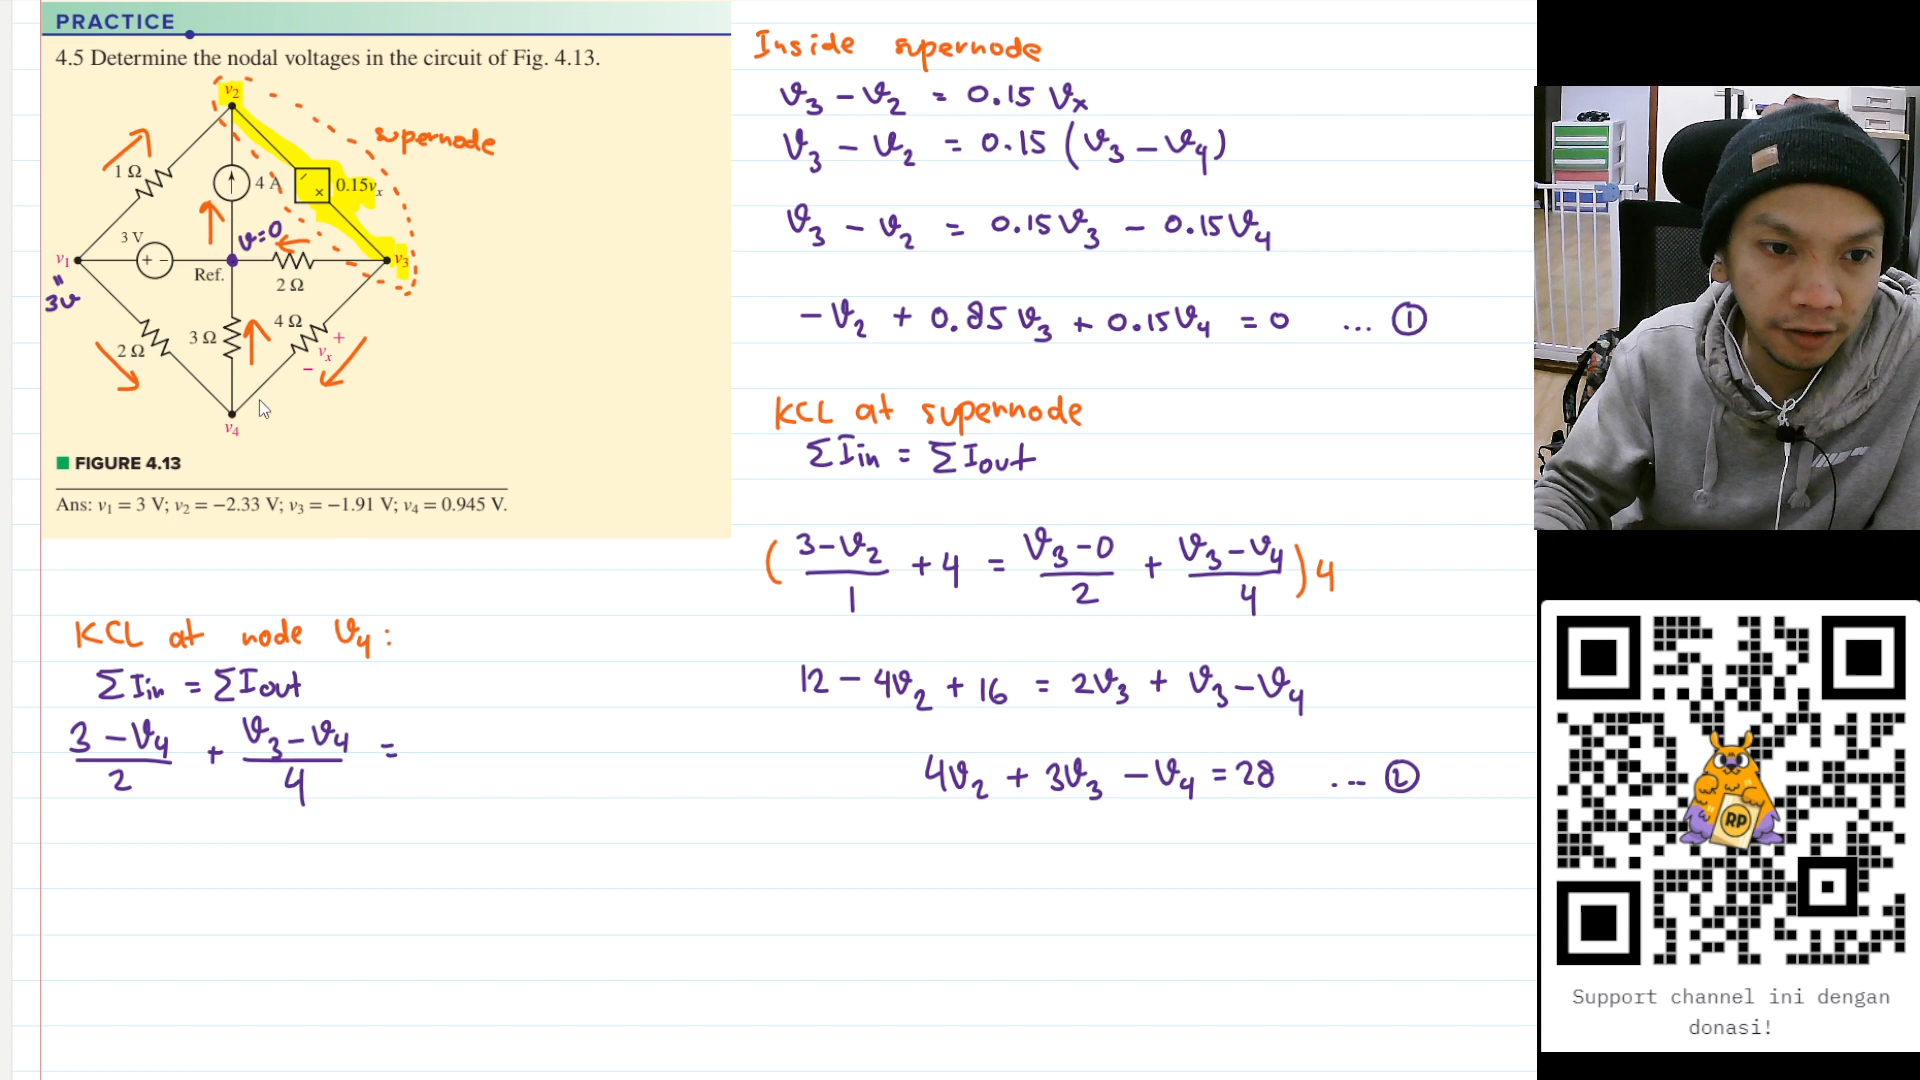 PRACTICE
4.5 Determine the nodal voltages in the circuit of Fig. 4.13.
v2
supernode
1 Ω
4 A
0.15vx
3 V
v=0
v1
+ −
v3
Ref.
2 Ω
" 
3v
4 Ω
3 Ω
+
2 Ω
vx
−
v4
FIGURE 4.13
Ans: v1 = 3 V; v2 = −2.33 V; v3 = −1.91 V; v4 = 0.945 V.
KCL at node v4:
ΣIin = ΣIout
(3 − v4)/2 + (v3 − v4)/4 =
Inside supernode
v3 − v2 = 0.15 vx
v3 − v2 = 0.15 (v3 − v4)
v3 − v2 = 0.15v3 − 0.15v4
−v2 + 0.85 v3 + 0.15v4 = 0 ... ①
KCL at supernode
ΣIin = ΣIout
( (3−v2)/1 + 4 = (v3−0)/2 + (v3−v4)/4 ) 4
12 − 4v2 + 16 = 2v3 + v3 − v4
4v2 + 3v3 − v4 = 28 ... ②
RP
Support channel ini dengan
donasi!